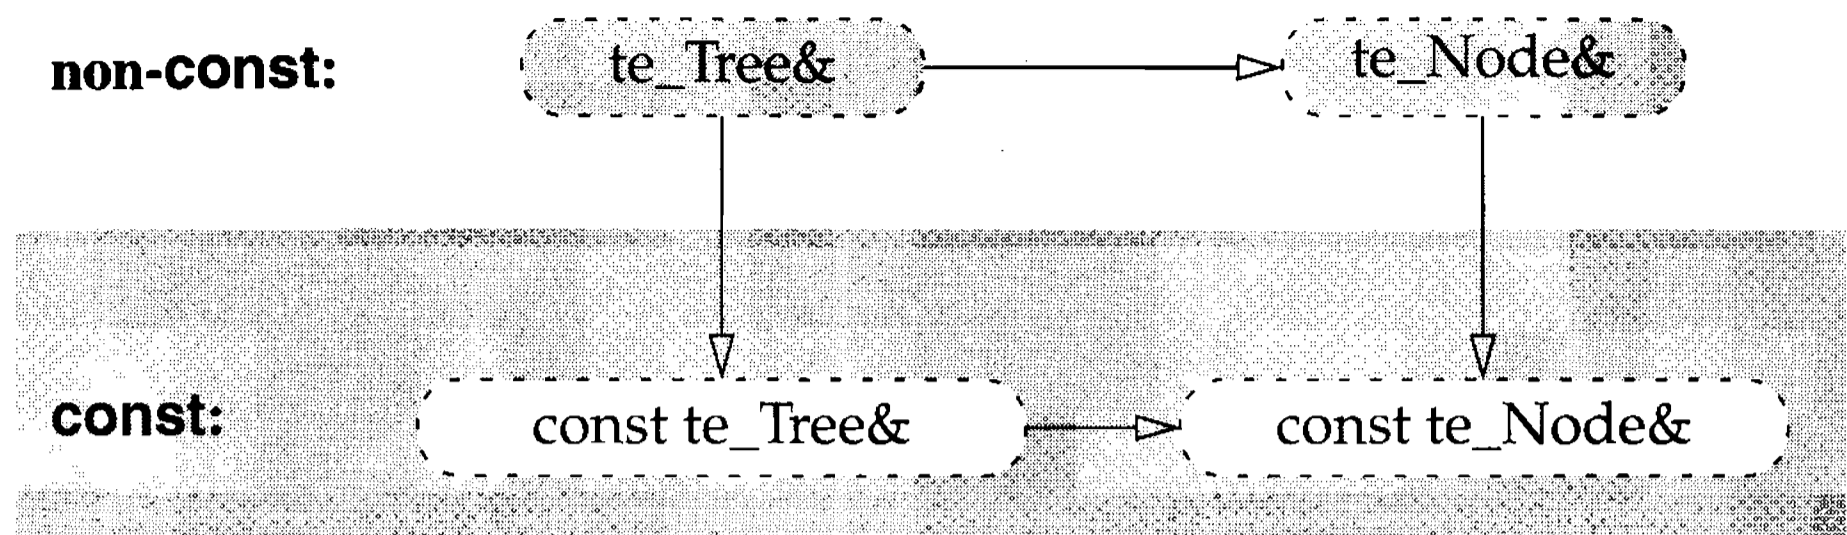 non-const: te_Tree& te_Node&
const: const te_Tree& const te_Node&